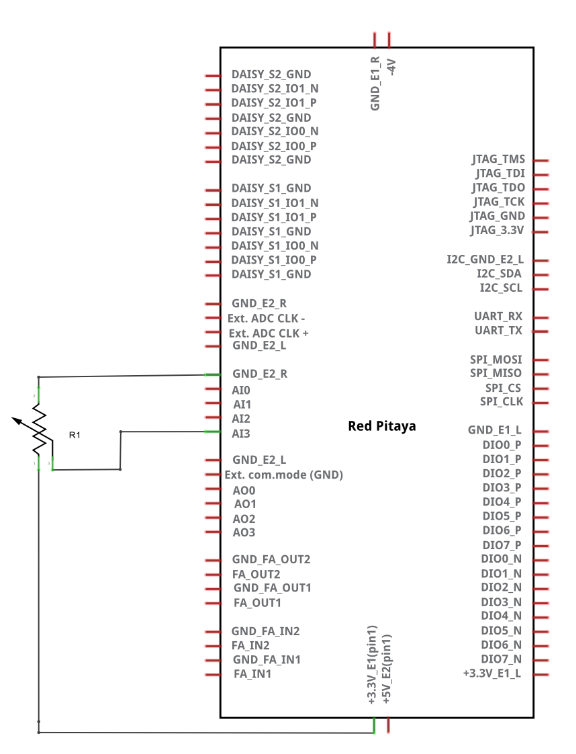 GND_E1_R
-4V
DAISY_S2_GND
DAISY_S2_IO1_N
DAISY_S2_IO1_P
DAISY_S2_GND
DAISY_S2_IO0_N
DAISY_S2_IO0_P
DAISY_S2_GND
DAISY_S1_GND
DAISY_S1_IO1_N
DAISY_S1_IO1_P
DAISY_S1_GND
DAISY_S1_IO0_N
DAISY_S1_IO0_P
DAISY_S1_GND
GND_E2_R
Ext. ADC CLK -
Ext. ADC CLK +
GND_E2_L
GND_E2_R
AI0
AI1
AI2
AI3
GND_E2_L
Ext. com.mode (GND)
AO0
AO1
AO2
AO3
GND_FA_OUT2
FA_OUT2
GND_FA_OUT1
FA_OUT1
GND_FA_IN2
FA_IN2
GND_FA_IN1
FA_IN1
R1
Red Pitaya
JTAG_TMS
JTAG_TDI
JTAG_TDO
JTAG_TCK
JTAG_GND
JTAG_3.3V
I2C_GND_E2_L
I2C_SDA
I2C_SCL
UART_RX
UART_TX
SPI_MOSI
SPI_MISO
SPI_CS
SPI_CLK
GND_E1_L
DIO0_P
DIO1_P
DIO2_P
DIO3_P
DIO4_P
DIO5_P
DIO6_P
DIO7_P
DIO0_N
DIO1_N
DIO2_N
DIO3_N
DIO4_N
DIO5_N
DIO6_N
DIO7_N
+3.3V_E1_L
+3.3V_E1(pin1)
+5V_E2(pin1)